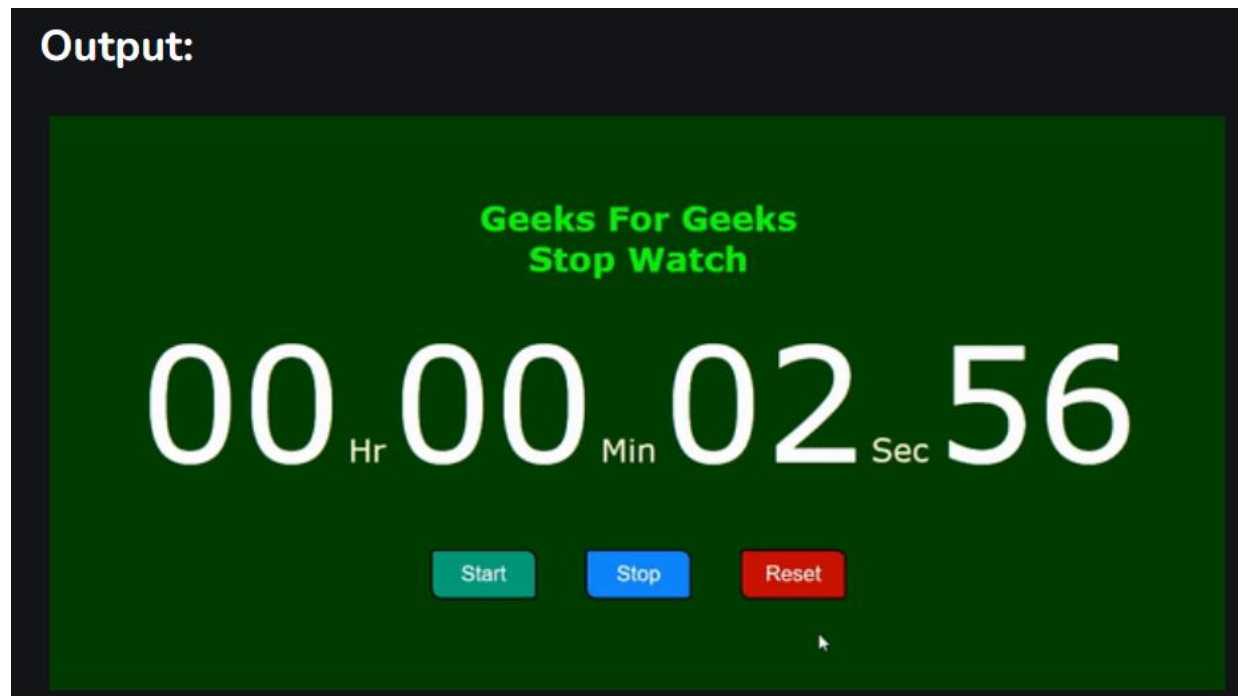 Output:
Geeks For Geeks
Stop Watch
00 Hr 00 Min 02 Sec 56
Start Stop Reset